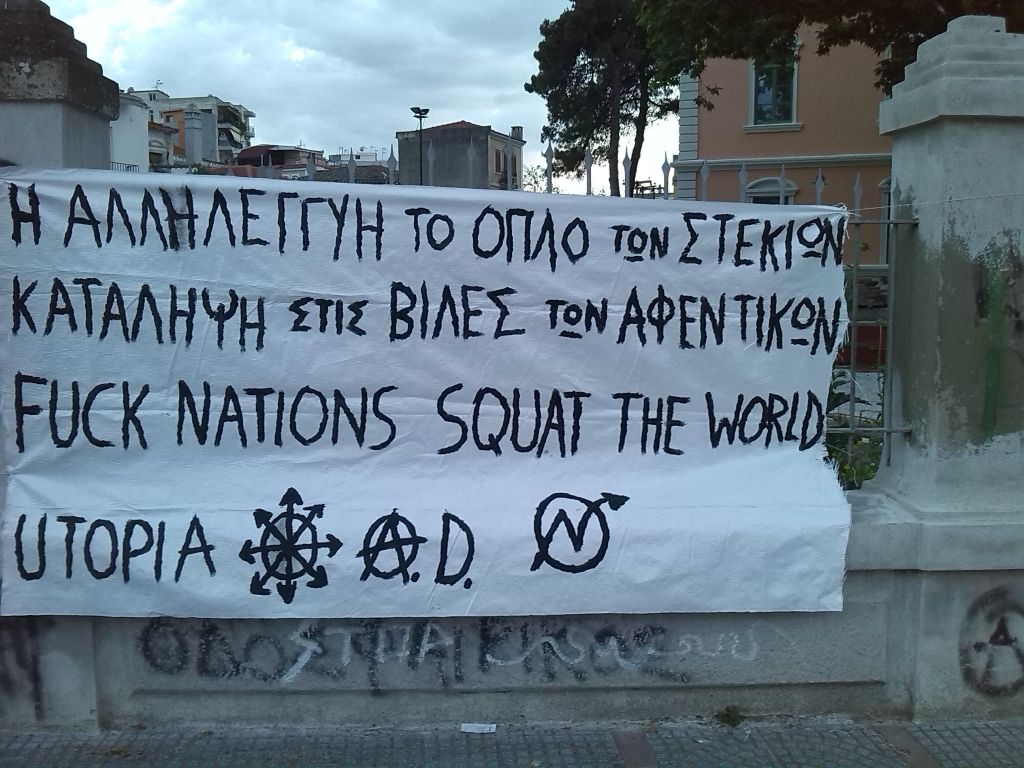 Η ΑΛΛΗΛΕΓΓΥΗ ΤΟ ΟΠΛΟ ΤΩΝ ΣΤΕΚΙΩΝ
ΚΑΤΑΛΗΨΗ ΣΤΙΣ ΒΙΛΕΣ ΤΩΝ ΑΦΕΝΤΙΚΩΝ
FUCK NATIONS SQUAT THE WORLD
UTOPIA A.D. N
A